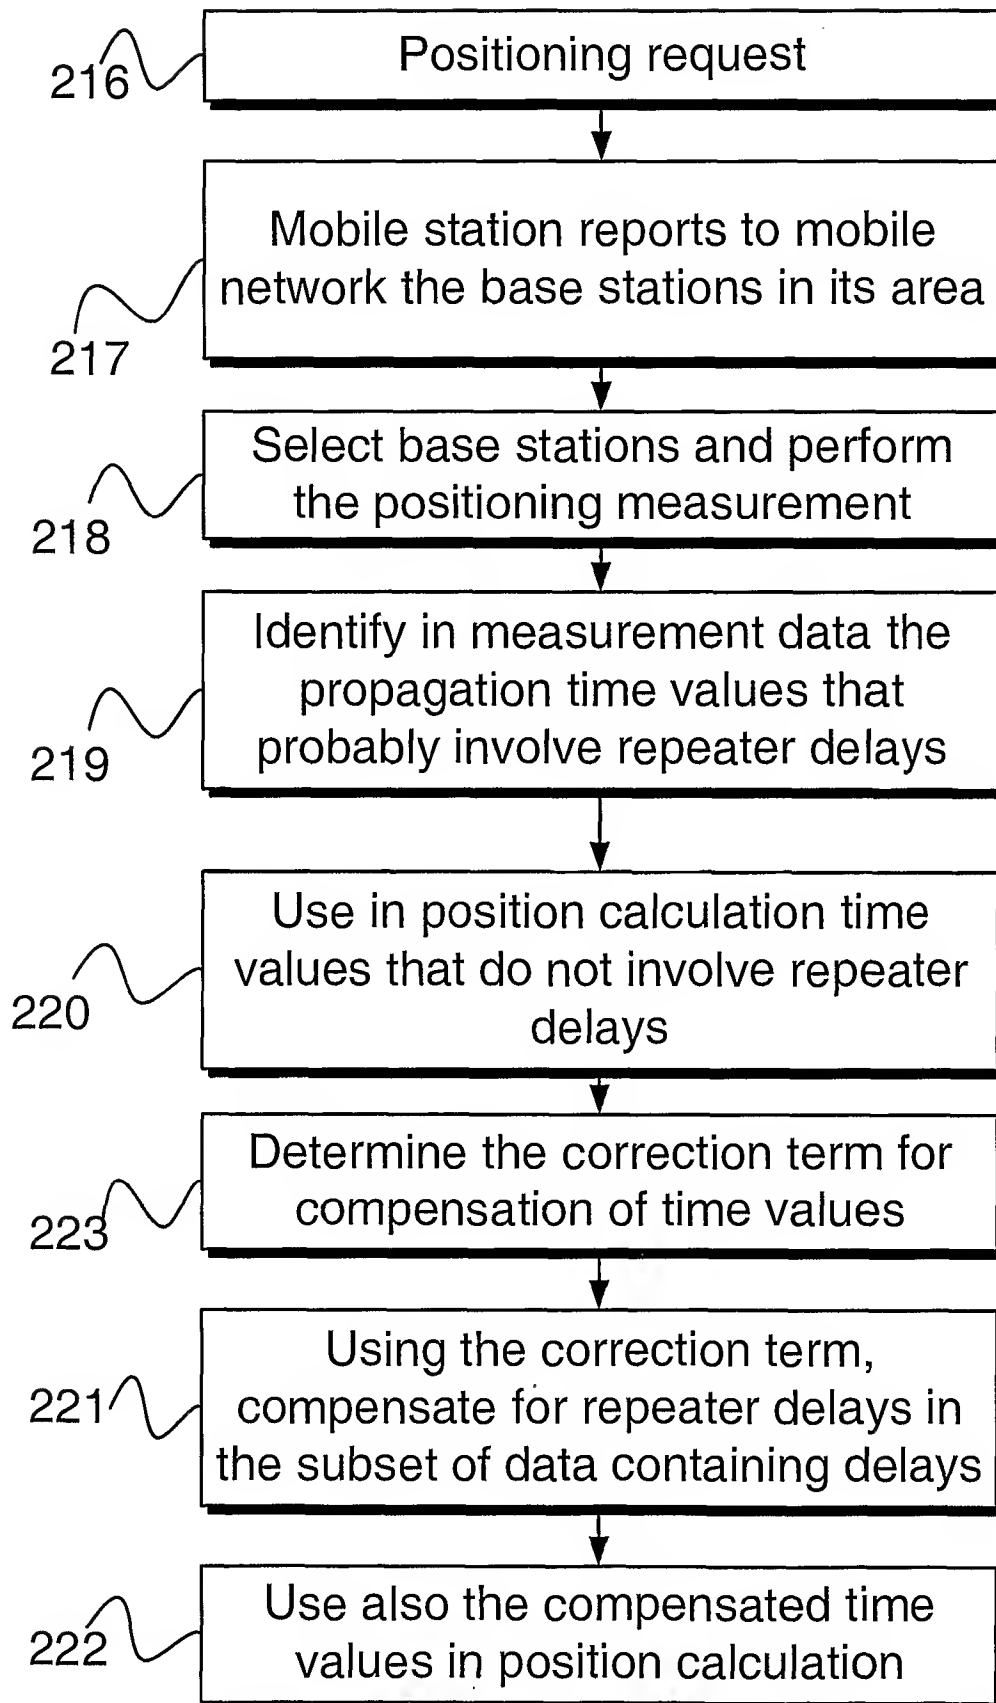 216
Positioning request
Mobile station reports to mobile
network the base stations in its area
217
Select base stations and perform
the positioning measurement
218
Identify in measurement data the
propagation time values that
probably involve repeater delays
219
Use in position calculation time
values that do not involve repeater
delays
220
Determine the correction term for
compensation of time values
223
Using the correction term,
compensate for repeater delays in
the subset of data containing delays
221
Use also the compensated time
values in position calculation
222